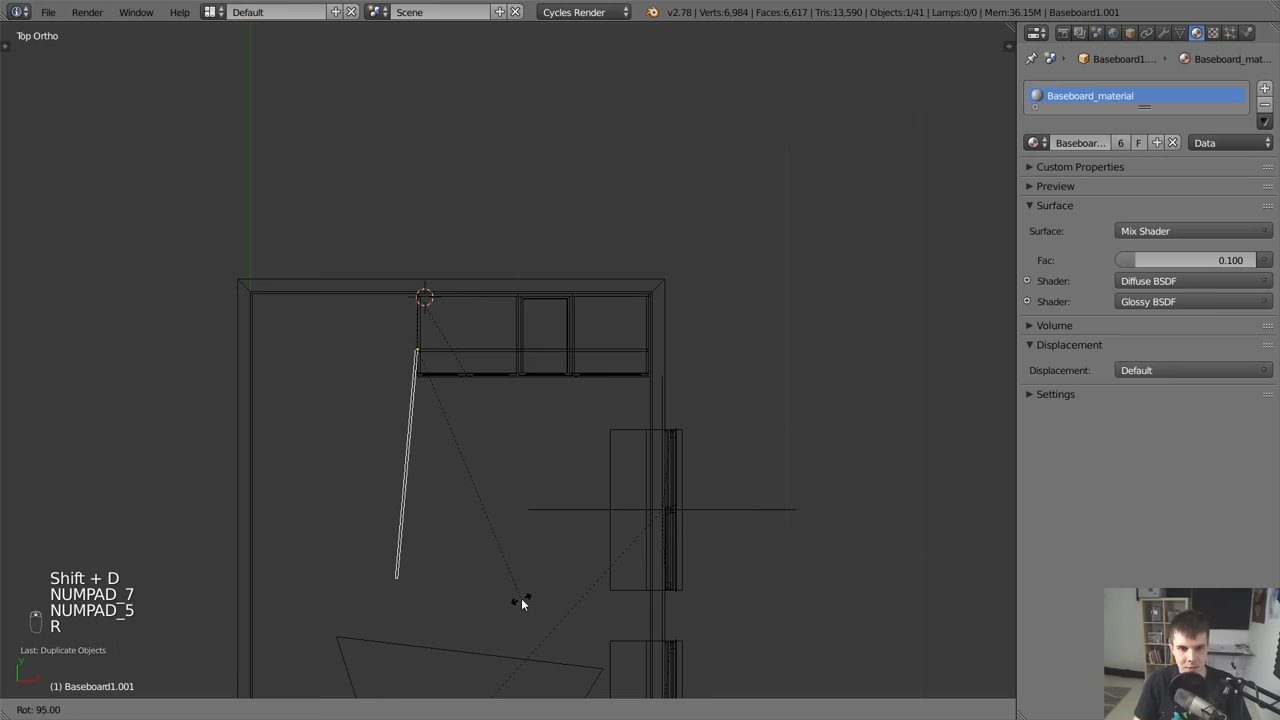 File Render Window Help Default Scene Cycles Render v2.78 | Verts:6,984 | Faces:6,617 | Tris:13,590 | Objects:1/41 | Lamps:0/0 | Mem:36.15M | Baseboard1.001
Top Ortho
Baseboard1.... Baseboard_mat...
Baseboard_material
Baseboar... 6 F Data
Custom Properties
Preview
Surface
Surface: Mix Shader
Fac: 0.100
Shader: Diffuse BSDF
Shader: Glossy BSDF
Volume
Displacement
Displacement: Default
Settings
Shift + D
NUMPAD_7
NUMPAD_5
R
Last: Duplicate Objects
y
x
(1) Baseboard1.001
Rot: 95.00